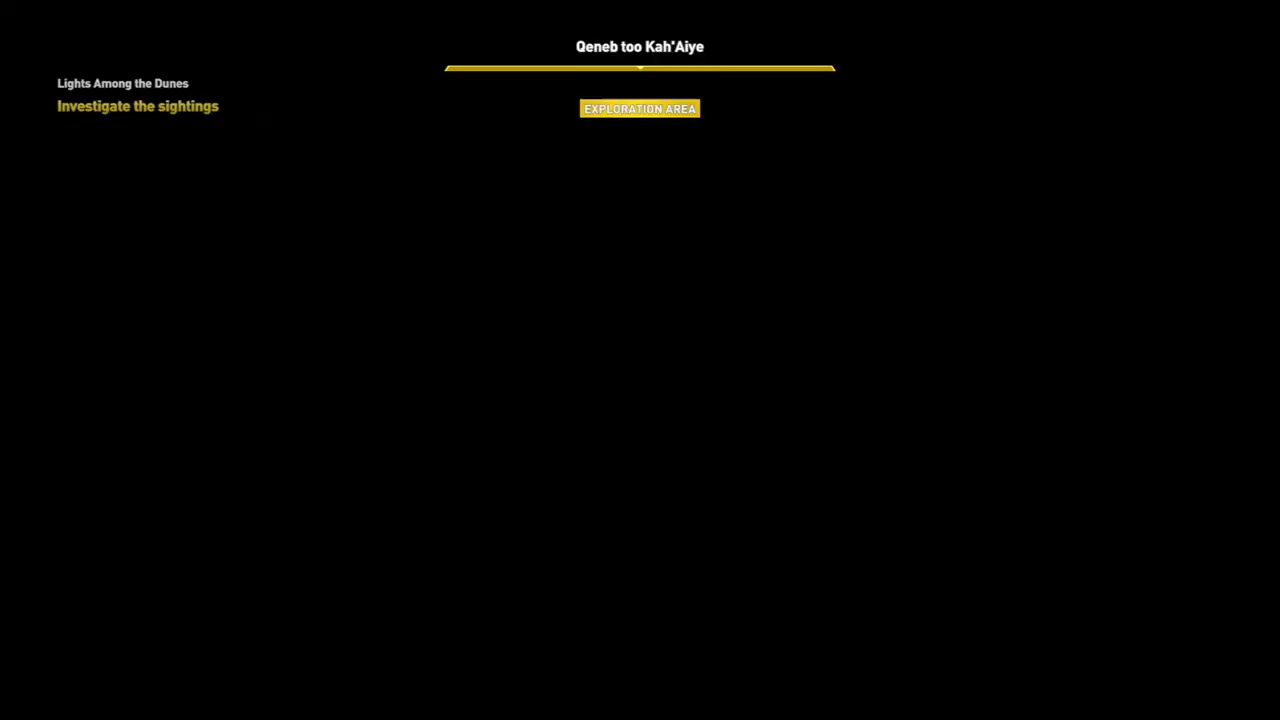 Qeneb too Kah'Aiye
Lights Among the Dunes
Investigate the sightings
EXPLORATION AREA